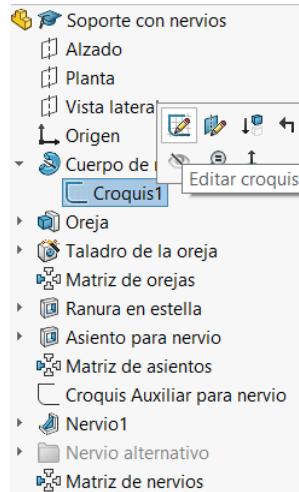 Soporte con nervios
Alzado
Planta
Vista lateral
Origen
Cuerpo de
Editar croquis
Croquis1
Oreja
Taladro de la oreja
Matriz de orejas
Ranura en estella
Asiento para nervio
Matriz de asientos
Croquis Auxiliar para nervio
Nervio1
Nervio alternativo
Matriz de nervios